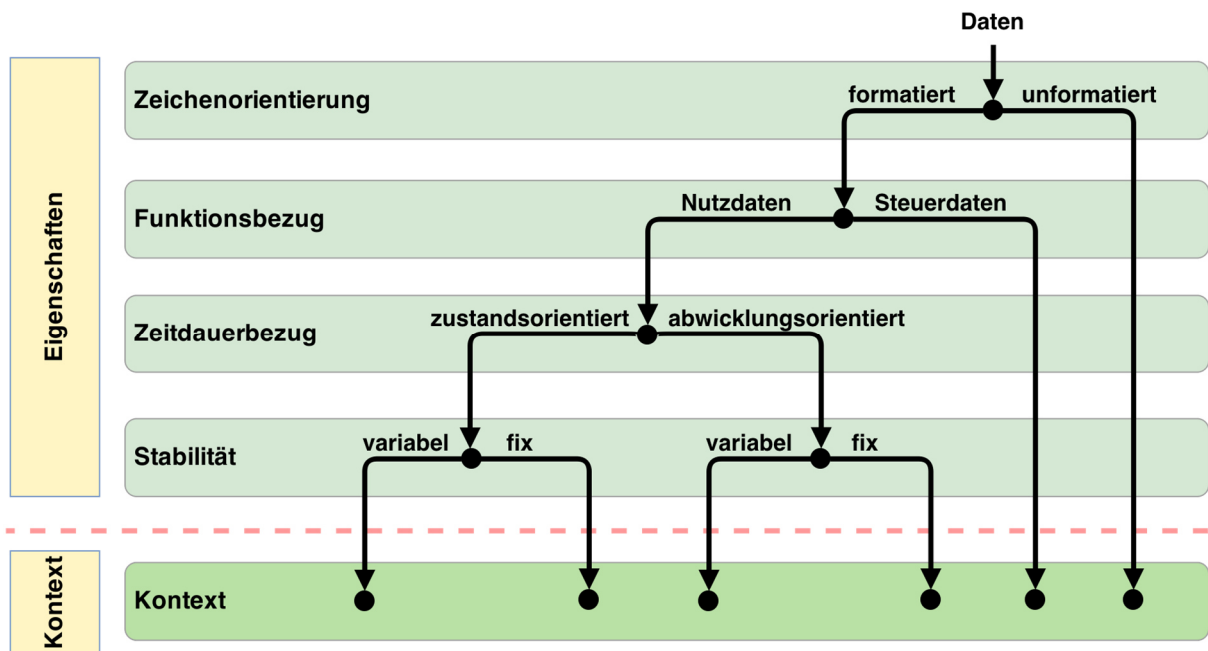 Daten
Eigenschaften
Zeichenorientierung
formatiert
unformatiert
Funktionsbezug
Nutzdaten
Steuerdaten
Zeitdauerbezug
zustandsorientiert
abwicklungsorientiert
Stabilität
variabel
fix
variabel
fix
Kontext
Kontext